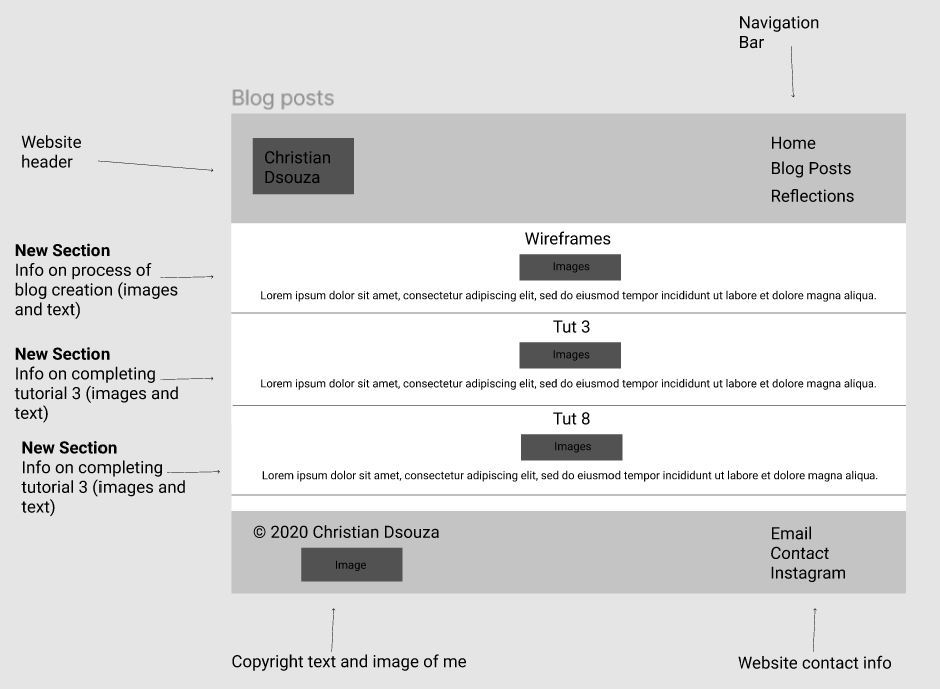 Navigation
Bar
Blog posts
Website
header
Christian
Dsouza
Home
Blog Posts
Reflections
New Section
Info on process of
blog creation (images
and text)
Wireframes
Images
Lorem ipsum dolor sit amet, consectetur adipiscing elit, sed do eiusmod tempor incididunt ut labore et dolore magna aliqua.
New Section
Info on completing
tutorial 3 (images and
text)
Tut 3
Images
Lorem ipsum dolor sit amet, consectetur adipiscing elit, sed do eiusmod tempor incididunt ut labore et dolore magna aliqua.
New Section
Info on completing
tutorial 3 (images and
text)
Tut 8
Images
Lorem ipsum dolor sit amet, consectetur adipiscing elit, sed do eiusmod tempor incididunt ut labore et dolore magna aliqua.
© 2020 Christian Dsouza
Image
Email
Contact
Instagram
Copyright text and image of me
Website contact info